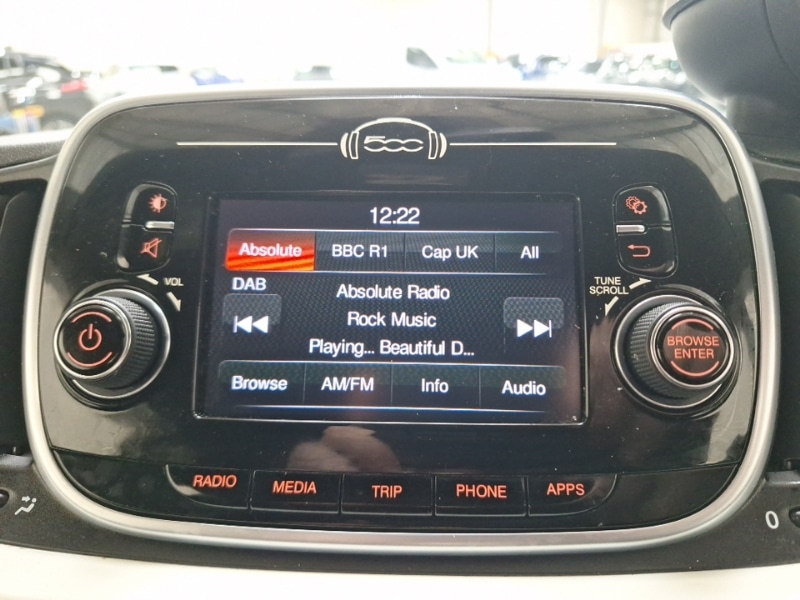 500
12:22
Absolute BBC R1 Cap UK All
VOL
TUNE
SCROLL
DAB
Absolute Radio
Rock Music
Playing... Beautiful D...
BROWSE
ENTER
Browse AM/FM Info Audio
RADIO MEDIA TRIP PHONE APPS
0